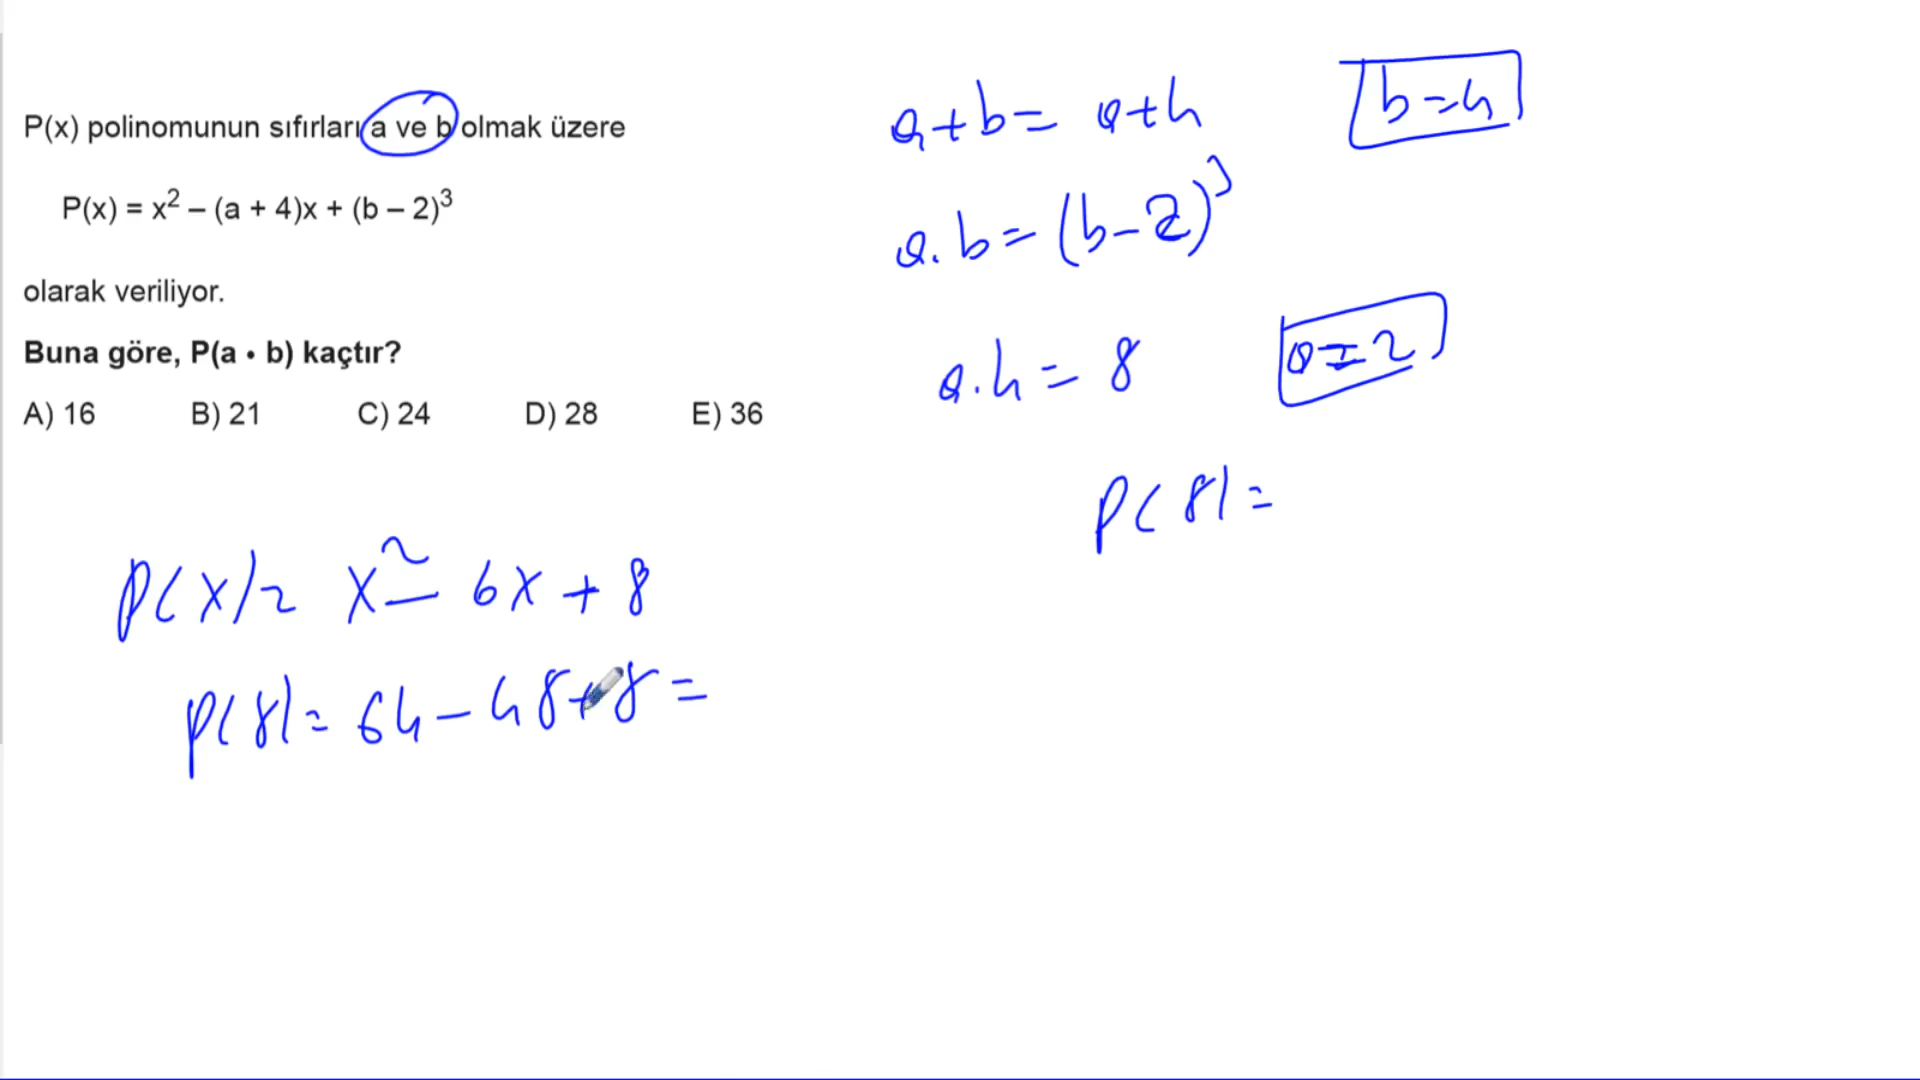 P(x) polinomunun sıfırları a ve b olmak üzere
P(x) = x² – (a + 4)x + (b – 2)³
olarak veriliyor.
Buna göre, P(a • b) kaçtır?
A) 16 B) 21 C) 24 D) 28 E) 36
a+b = a+4
b=4
a.b = (b-2)³
a.4 = 8
a=2
P(8) =
P(x) = x² - 6x + 8
P(8) = 64 - 48 + 8 =